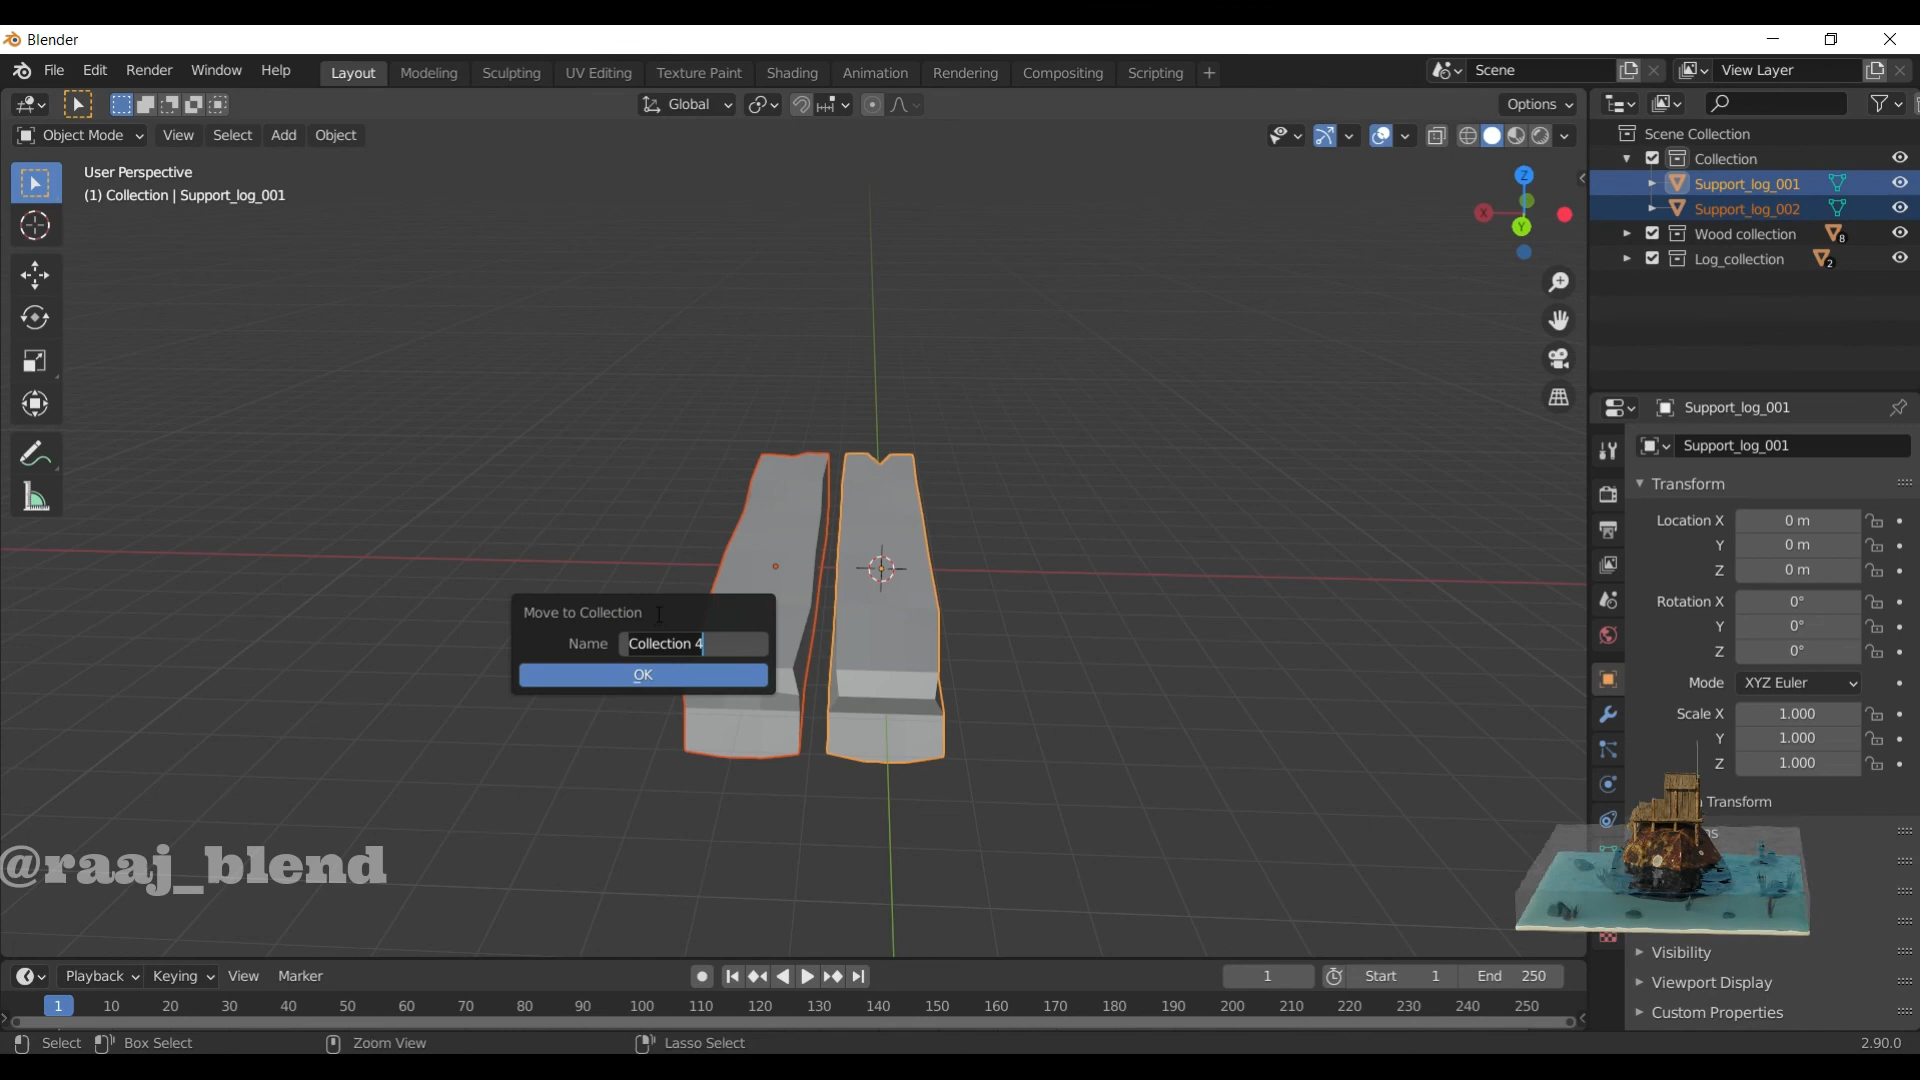 Blender
File Edit Render Window Help Layout Modeling Sculpting UV Editing Texture Paint Shading Animation Rendering Compositing Scripting + Scene View Layer
Global Options
Object Mode View Select Add Object
User Perspective
(1) Collection | Support_log_001
Z
X
Y
Scene Collection
Collection
Support_log_001
Support_log_002
Wood collection 8
Log_collection 2
Support_log_001
Support_log_001
Transform
Location X 0 m
Y 0 m
Z 0 m
Rotation X 0°
Y 0°
Z 0°
Mode XYZ Euler
Scale X 1.000
Y 1.000
Z 1.000
Transform
Visibility
Viewport Display
Custom Properties
Move to Collection
Name Collection 4
OK
@raaj_blend
Playback Keying View Marker 1 Start 1 End 250
1 10 20 30 40 50 60 70 80 90 100 110 120 130 140 150 160 170 180 190 200 210 220 230 240 250
Select Box Select Zoom View Lasso Select 2.90.0